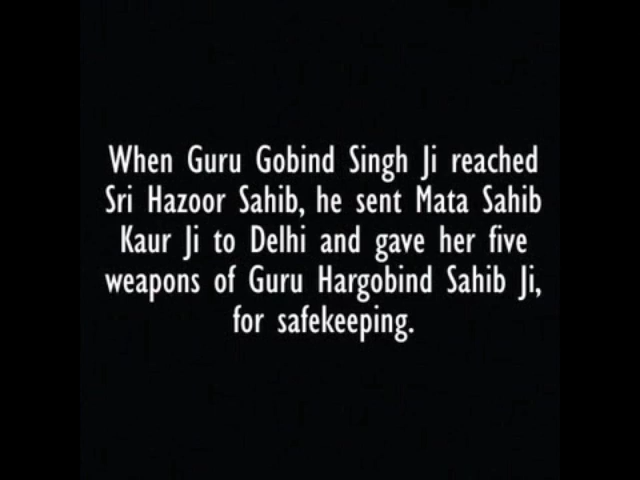 When Guru Gobind Singh Ji reached
Sri Hazoor Sahib, he sent Mata Sahib
Kaur Ji to Delhi and gave her five
weapons of Guru Hargobind Sahib Ji,
for safekeeping.